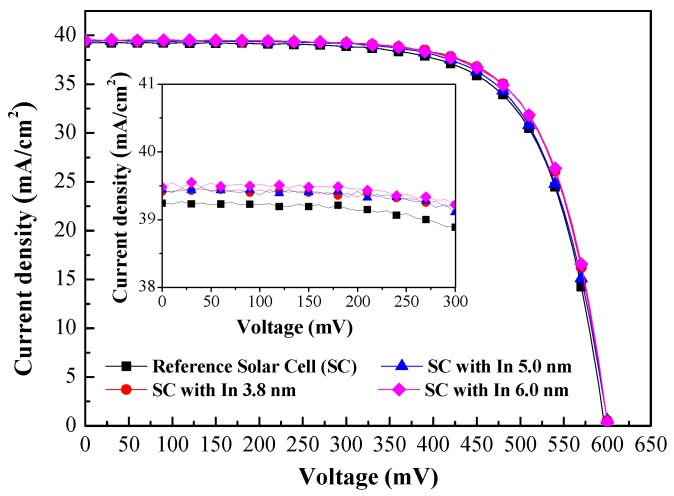 40
35
30
25
20
15
10
5
0
Current density (mA/cm²)
41
40
39
38
Current density (mA/cm²)
0 50 100 150 200 250 300
Voltage (mV)
Reference Solar Cell (SC)
SC with In 3.8 nm
SC with In 5.0 nm
SC with In 6.0 nm
0 50 100 150 200 250 300 350 400 450 500 550 600 650
Voltage (mV)